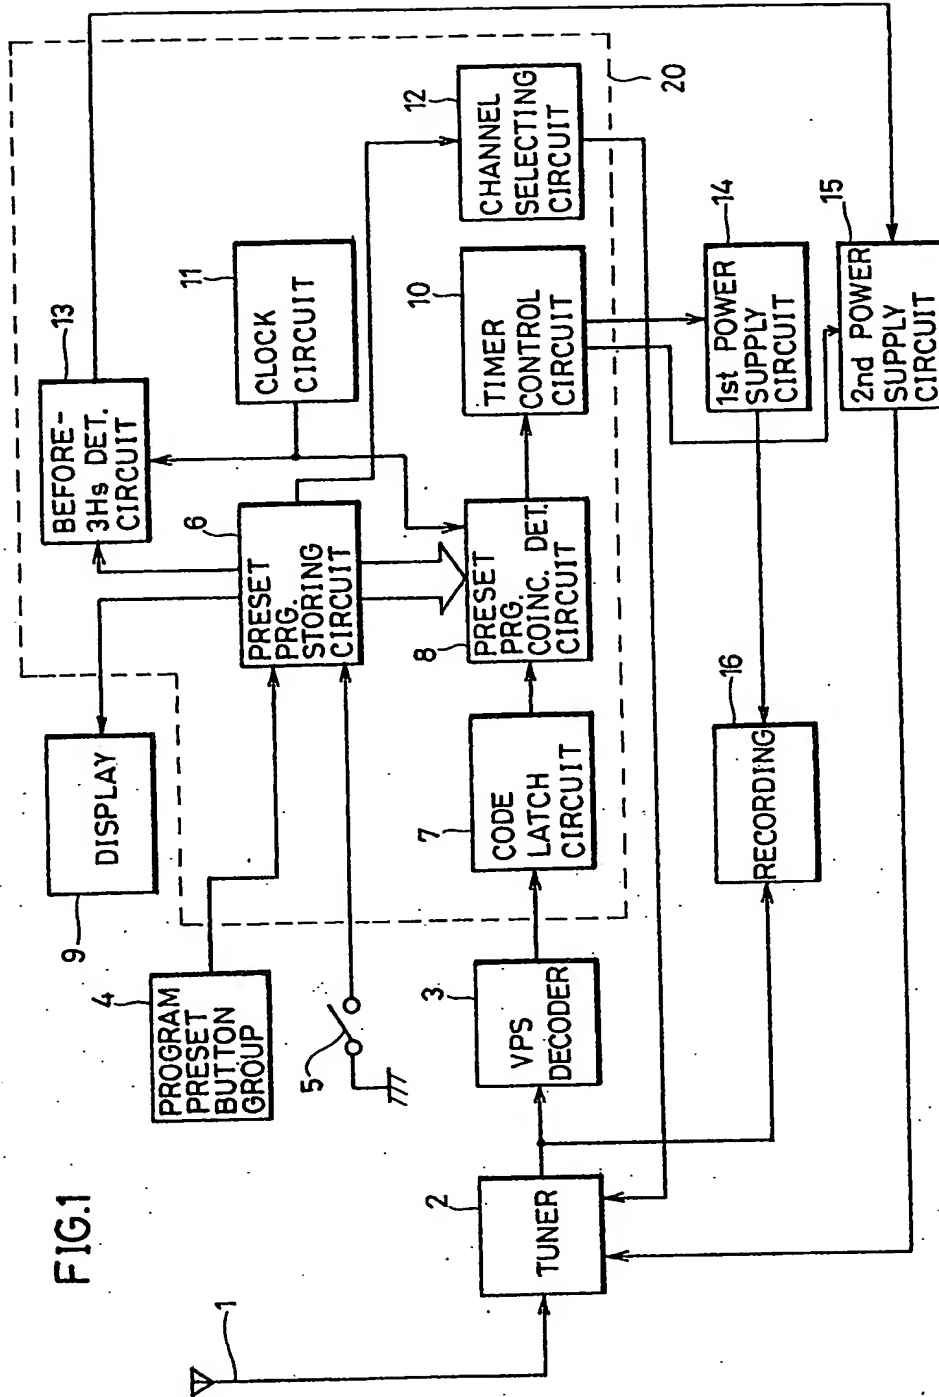 FIG.1
1
2
TUNER
3
VPS
DECODER
4
PROGRAM
PRESET
BUTTON
GROUP
5
9
DISPLAY
6
PRESET
PRG.
STORING
CIRCUIT
7
CODE
LATCH
CIRCUIT
8
PRESET
PRG.
COINC. DET.
CIRCUIT
13
BEFORE-
3Hs DET.
CIRCUIT
11
CLOCK
CIRCUIT
10
TIMER
CONTROL
CIRCUIT
12
CHANNEL
SELECTING
CIRCUIT
20
14
1st POWER
SUPPLY
CIRCUIT
15
2nd POWER
SUPPLY
CIRCUIT
16
RECORDING